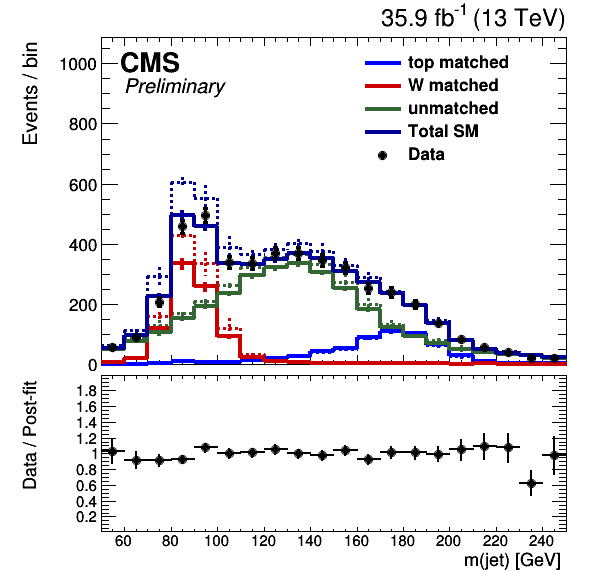 35.9 fb⁻¹ (13 TeV)
Events / bin
1000
800
600
400
200
0
CMS
Preliminary
top matched
W matched
unmatched
Total SM
Data
Data / Post-fit
1.8
1.6
1.4
1.2
1
0.8
0.6
0.4
0.2
60 80 100 120 140 160 180 200 220 240
m(jet) [GeV]